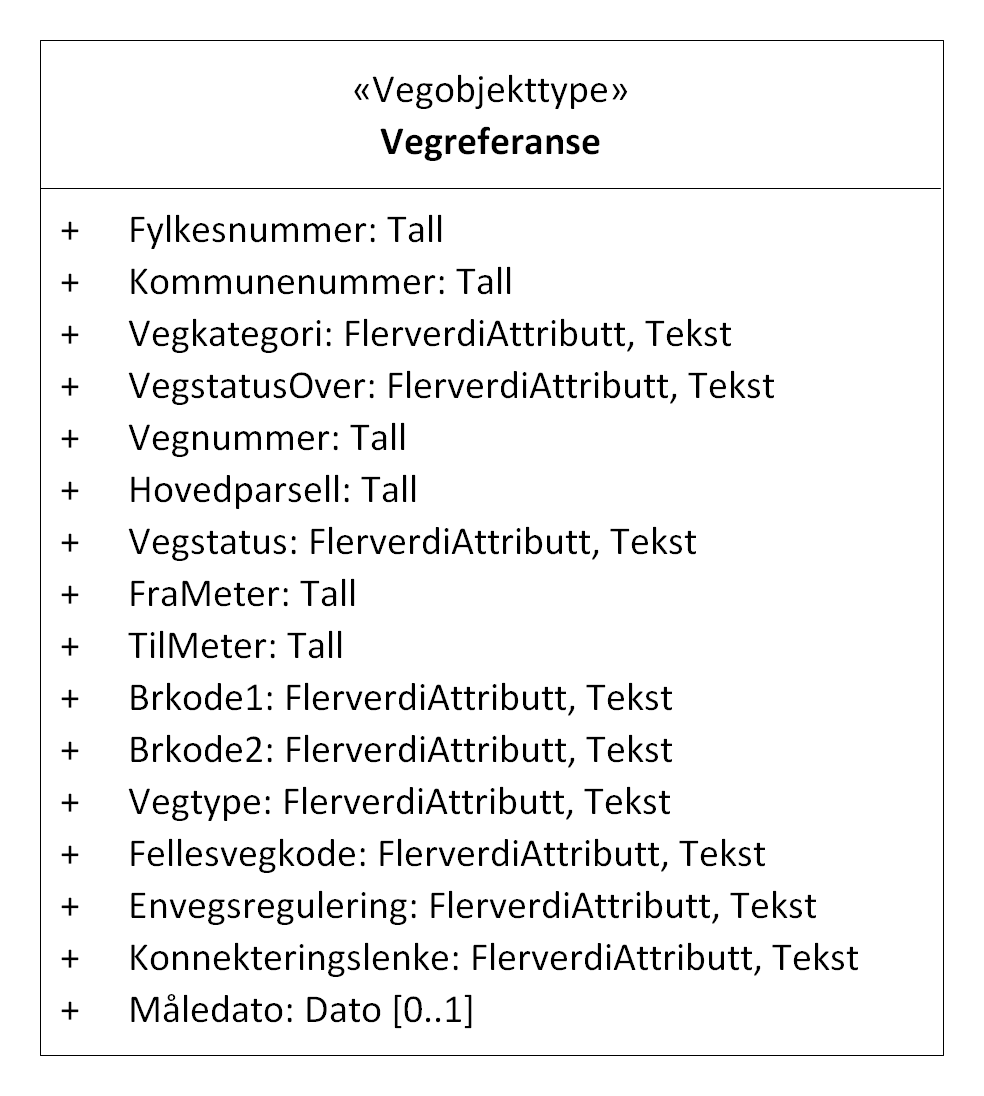 «Vegobjekttype»
Vegreferanse
+ Fylkesnummer: Tall
+ Kommunenummer: Tall
+ Vegkategori: FlerverdiAttributt, Tekst
+ VegstatusOver: FlerverdiAttributt, Tekst
+ Vegnummer: Tall
+ Hovedparsell: Tall
+ Vegstatus: FlerverdiAttributt, Tekst
+ FraMeter: Tall
+ TilMeter: Tall
+ Brkode1: FlerverdiAttributt, Tekst
+ Brkode2: FlerverdiAttributt, Tekst
+ Vegtype: FlerverdiAttributt, Tekst
+ Fellesvegkode: FlerverdiAttributt, Tekst
+ Envegsregulering: FlerverdiAttributt, Tekst
+ Konnekteringslenke: FlerverdiAttributt, Tekst
+ Måledato: Dato [0..1]